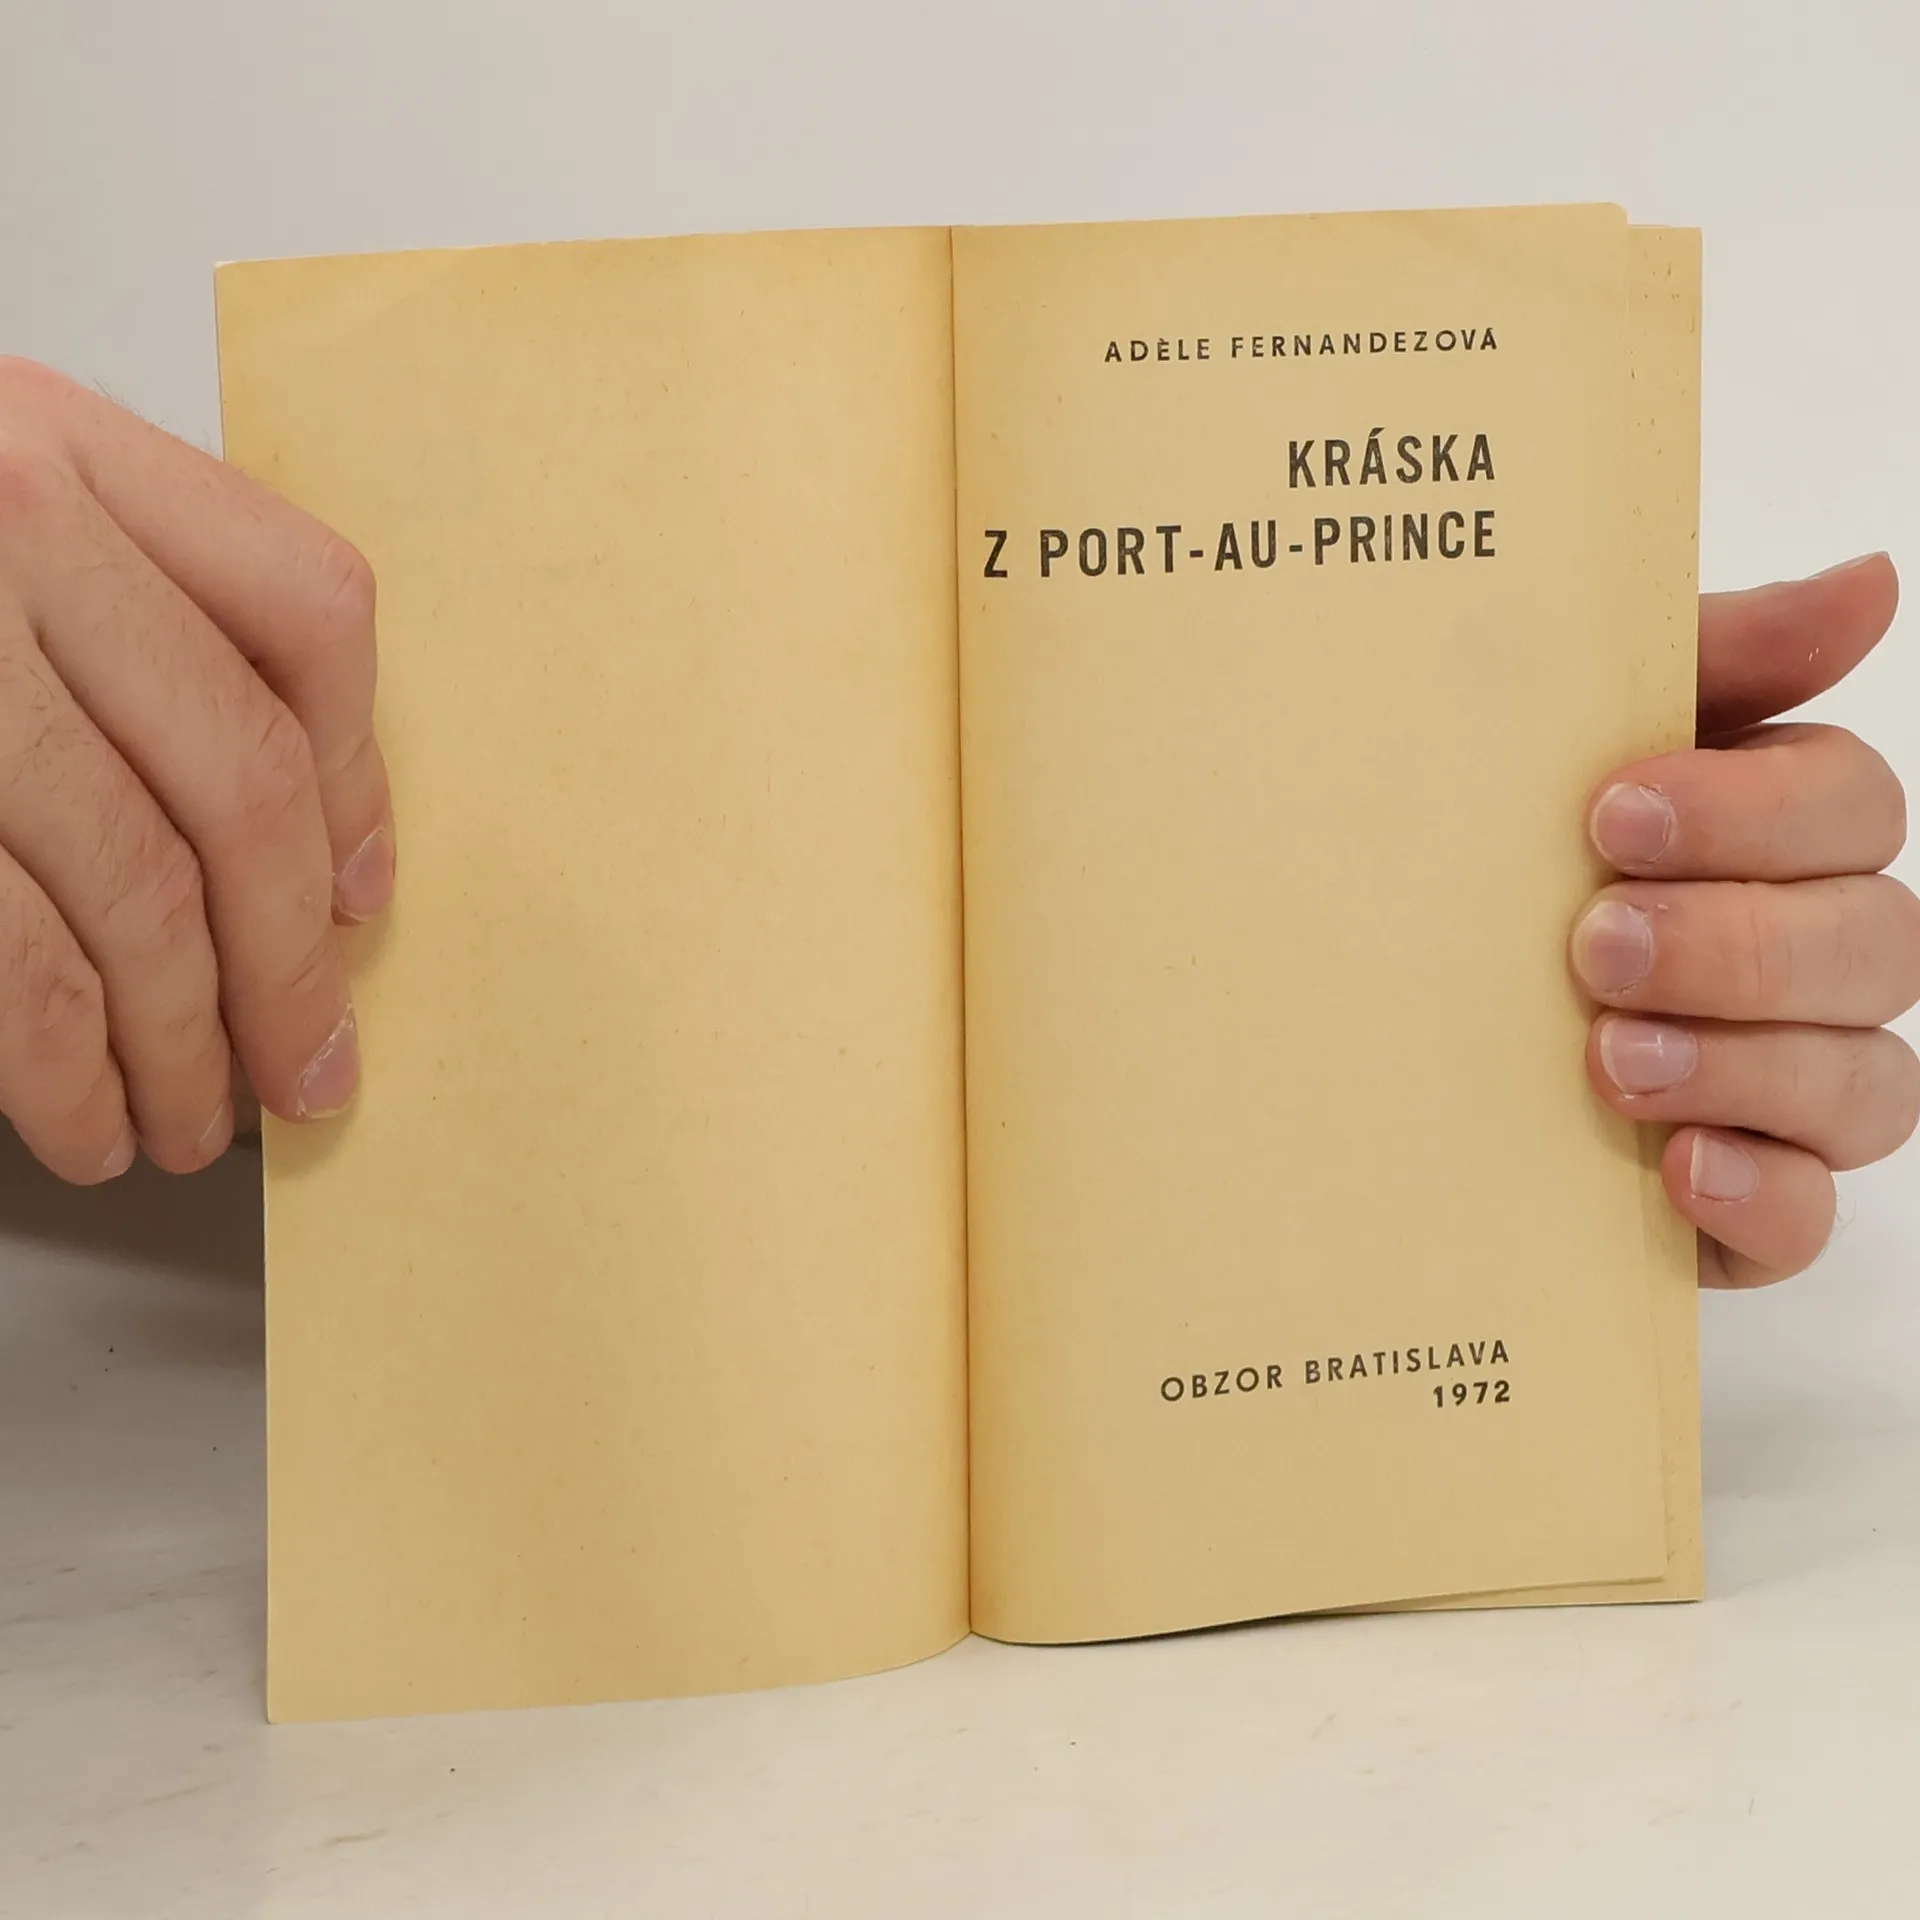 ADÈLE FERNANDEZOVÁ
KRÁSKA
Z PORT-AU-PRINCE
OBZOR BRATISLAVA
1972